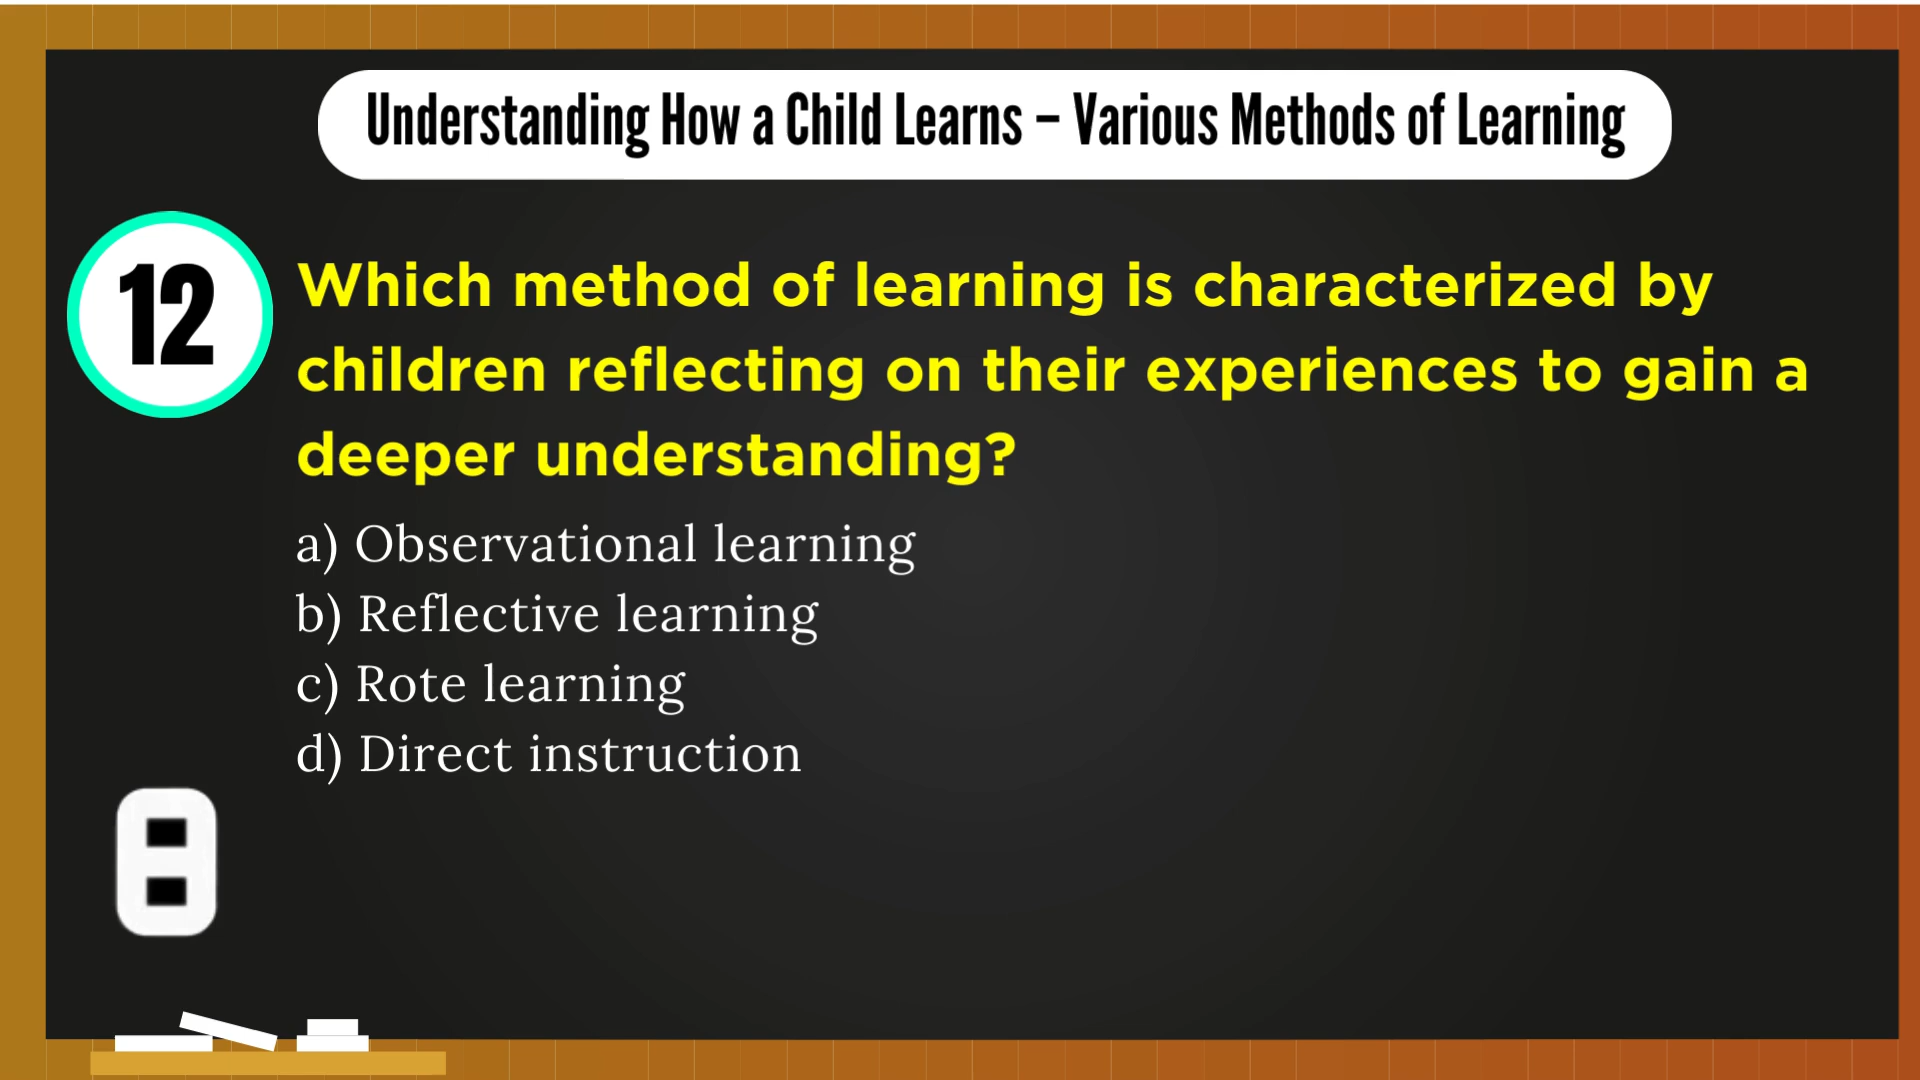 Understanding How a Child Learns – Various Methods of Learning
12
Which method of learning is characterized by
children reflecting on their experiences to gain a
deeper understanding?
a) Observational learning
b) Reflective learning
c) Rote learning
d) Direct instruction
8